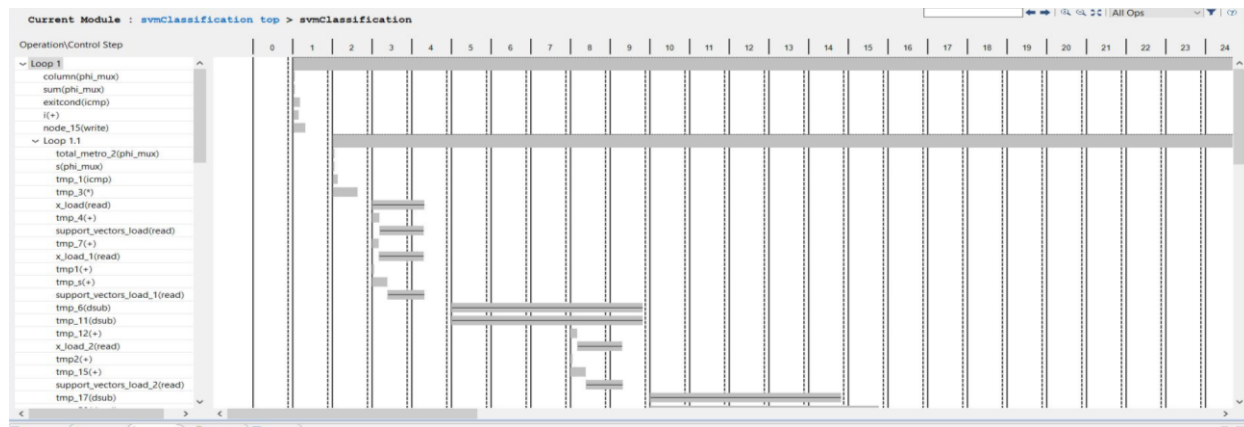 Current Module : svmClassification top > svmClassification
All Ops
Operation\Control Step 0 1 2 3 4 5 6 7 8 9 10 11 12 13 14 15 16 17 18 19 20 21 22 23 24
Loop 1
column(phi_mux)
sum(phi_mux)
exitcond(icmp)
i(+)
node_15(write)
Loop 1.1
total_metro_2(phi_mux)
s(phi_mux)
tmp_1(icmp)
tmp_3(*)
x_load(read)
tmp_4(+)
support_vectors_load(read)
tmp_7(+)
x_load_1(read)
tmp1(+)
tmp_s(+)
support_vectors_load_1(read)
tmp_6(dsub)
tmp_11(dsub)
tmp_12(+)
x_load_2(read)
tmp2(+)
tmp_15(+)
support_vectors_load_2(read)
tmp_17(dsub)